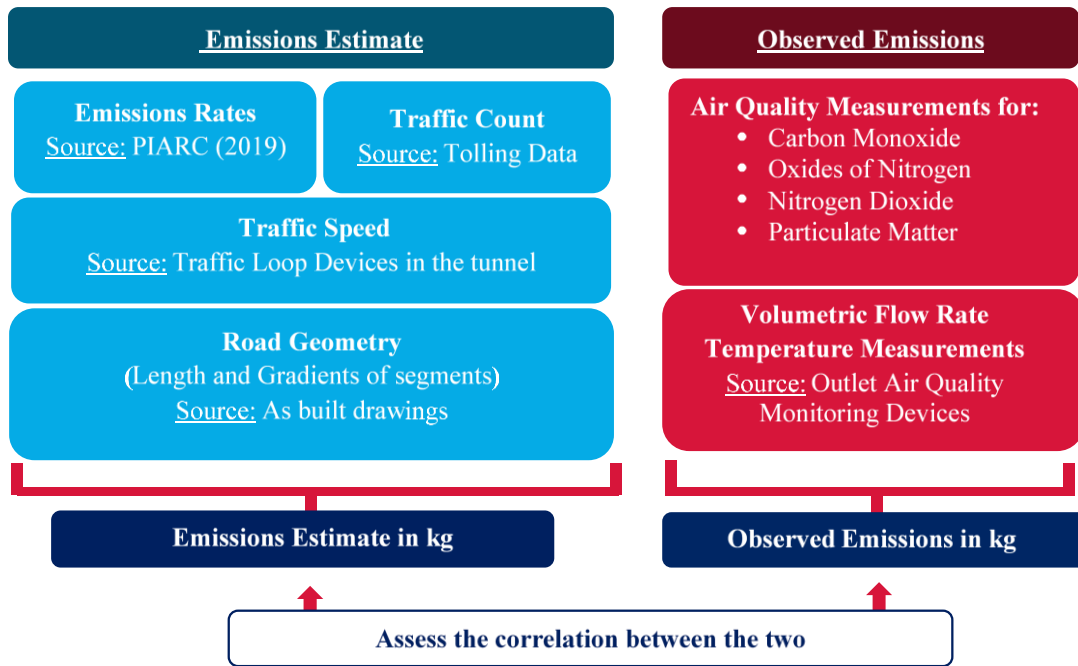 Emissions Estimate
Emissions Rates
Source: PIARC (2019)
Traffic Count
Source: Tolling Data
Traffic Speed
Source: Traffic Loop Devices in the tunnel
Road Geometry
(Length and Gradients of segments)
Source: As built drawings
Emissions Estimate in kg
Observed Emissions
Air Quality Measurements for:
• Carbon Monoxide
• Oxides of Nitrogen
• Nitrogen Dioxide
• Particulate Matter
Volumetric Flow Rate
Temperature Measurements
Source: Outlet Air Quality
Monitoring Devices
Observed Emissions in kg
Assess the correlation between the two